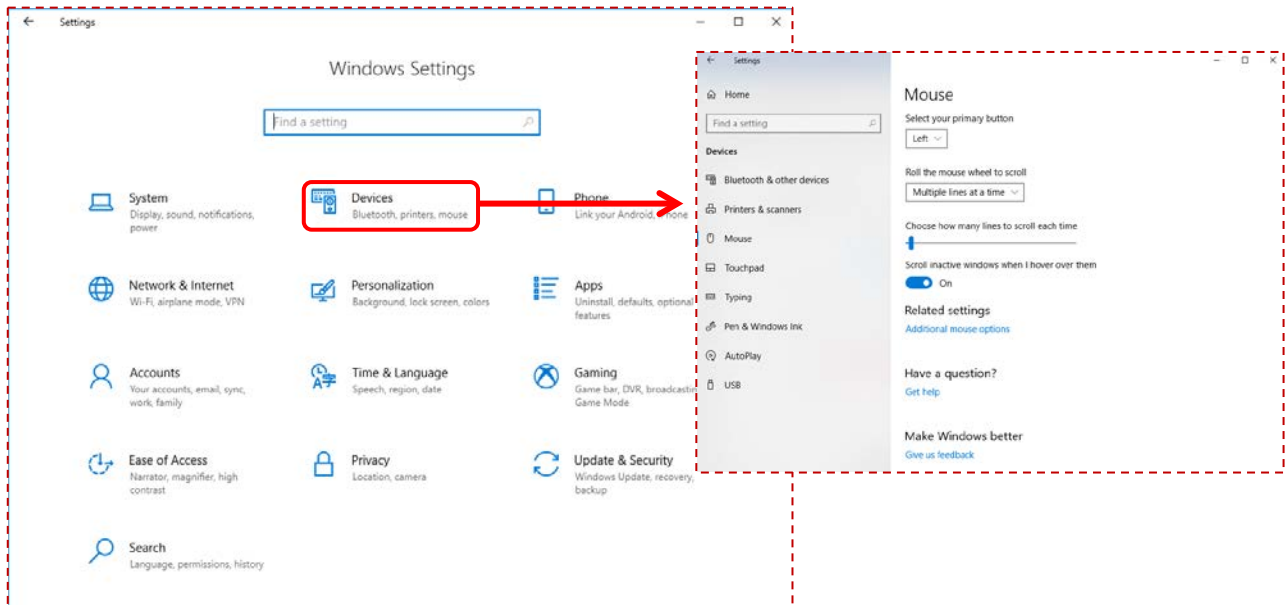 Settings
Windows Settings
Find a setting
System
Display, sound, notifications,
power
Devices
Bluetooth, printers, mouse
Phone
Link your Android,
Network & Internet
Wi-Fi, airplane mode, VPN
Personalization
Background, lock screen, colors
Apps
Uninstall, defaults, optional
features
Accounts
Your accounts, email, sync,
work, family
Time & Language
Speech, region, date
Gaming
Game bar, DVR,
Game Mode
Ease of Access
Narrator, magnifier, high
contrast
Privacy
Location, camera
Update & Security
Windows Update, recovery,
backup
Search
Language, permissions, history
Settings
Home
Find a setting
Devices
Bluetooth & other devices
Printers & scanners
Mouse
Touchpad
Typing
Pen & Windows Ink
AutoPlay
USB
Mouse
Select your primary button
Left
Roll the mouse wheel to scroll
Multiple lines at a time
Choose how many lines to scroll each time
Scroll inactive windows when I hover over them
On
Related settings
Additional mouse options
Have a question?
Get help
Make Windows better
Give us feedback